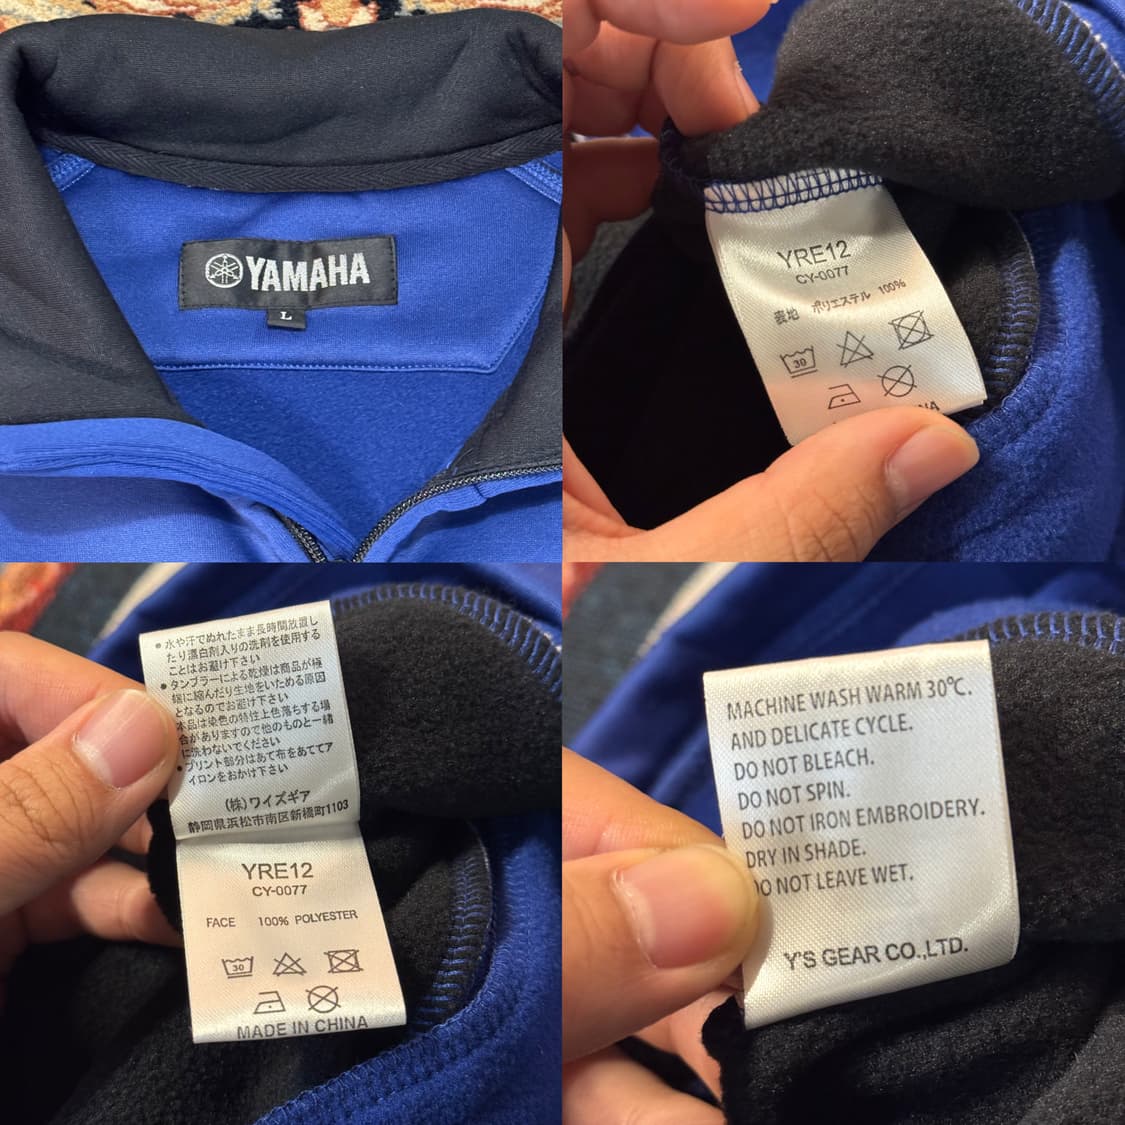 YAMAHA
L
YRE12
CY-0077
表地 ポリエステル 100%
30
NA
● 水や汗でぬれたまま長時間放置し
たり漂白剤入りの洗剤を使用する
ことはお避け下さい
● タンブラーによる乾燥は商品が極
端に縮んだり生地をいためる原因
となるのでお避け下さい
本品は染色の特性上色落ちする場
合がありますので他のものと一緒
に洗わないでください
● プリント部分はあて布をあててア
イロンをおかけ下さい
(株)ワイズギア
静岡県浜松市南区新橋町1103
YRE12
CY-0077
FACE 100% POLYESTER
30
MADE IN CHINA
MACHINE WASH WARM 30℃.
AND DELICATE CYCLE.
DO NOT BLEACH.
DO NOT SPIN.
DO NOT IRON EMBROIDERY.
DRY IN SHADE.
DO NOT LEAVE WET.
Y'S GEAR CO.,LTD.